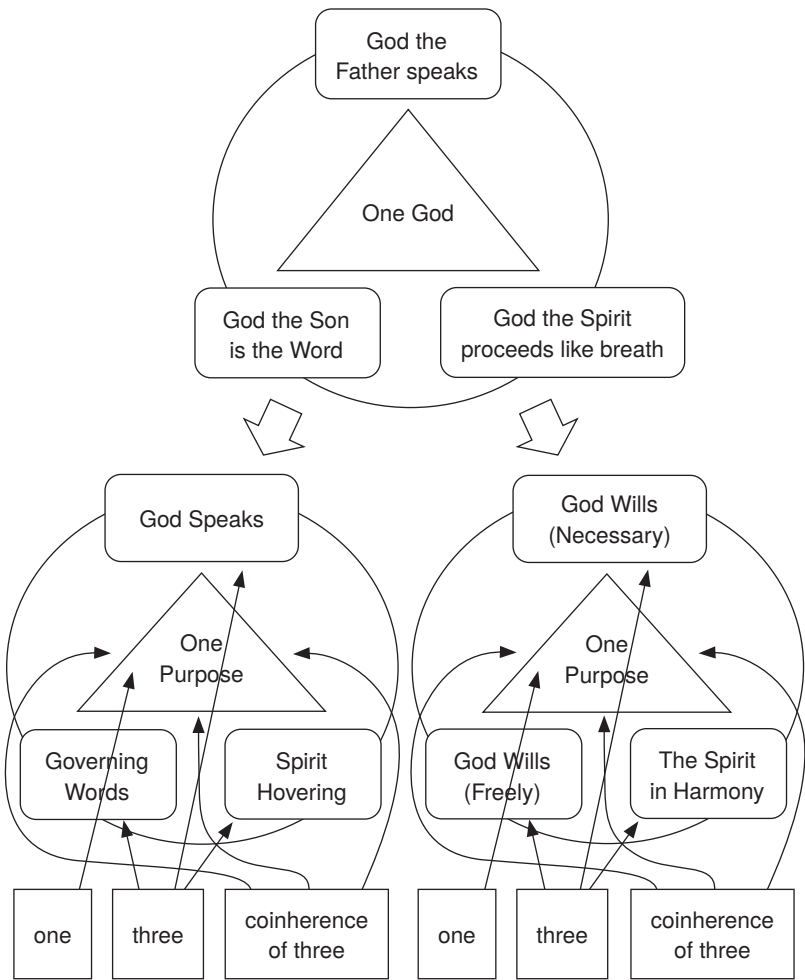 God the
Father speaks
One God
God the Son
is the Word
God the Spirit
proceeds like breath
God Speaks
One
Purpose
Governing
Words
Spirit
Hovering
one
three
coinherence
of three
God Wills
(Necessary)
One
Purpose
God Wills
(Freely)
The Spirit
in Harmony
one
three
coinherence
of three